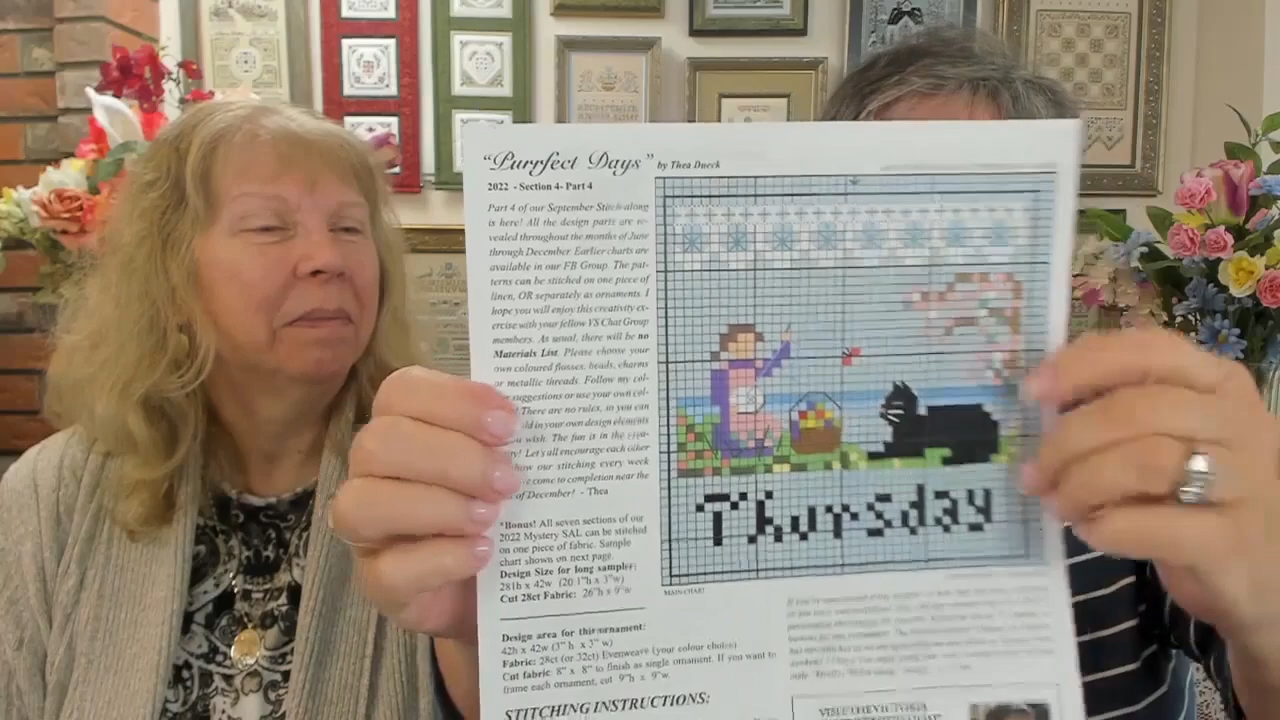 "Purrfect Days" by Thea Dueck
2022 - Section 4- Part 4
Part 4 of our September Stitch-along
is here! All the design parts are re-
vealed throughout the months of June
through December. Earlier charts are
available in our FB Group. The pat-
terns can be stitched on one piece of
linen, OR separately as ornaments. I
hope you will enjoy this creativity ex-
ercise with your fellow VS Chat Group
members. As usual, there will be no
Materials List. Please choose your
own coloured flosses, beads, charms
or metallic threads. Follow my col-
suggestions or use your own col-
There are no rules, so you can
in your own design elements
wish. The fun is in the
Let's all encourage each other
how our stitching every week
come to completion near the
of December! - Thea
*Bonus! All seven sections of our
2022 Mystery SAL can be stitched
on one piece of fabric. Sample
chart shown on next page.
Design Size for long sampler:
281h x 42w (20.1"h x 3"w)
Cut 28ct Fabric: 26"h x 9"w
Thursday
MAIN CHART
Design area for this ornament:
42h x 42w (3"h x 3"w)
Fabric: 28ct (or 32ct) Evenweave (your colour choice)
Cut fabric 8" x 8" to finish as single ornament. If you want to
frame each ornament, cut 9"h x 9"w.
STITCHING INSTRUCTIONS: